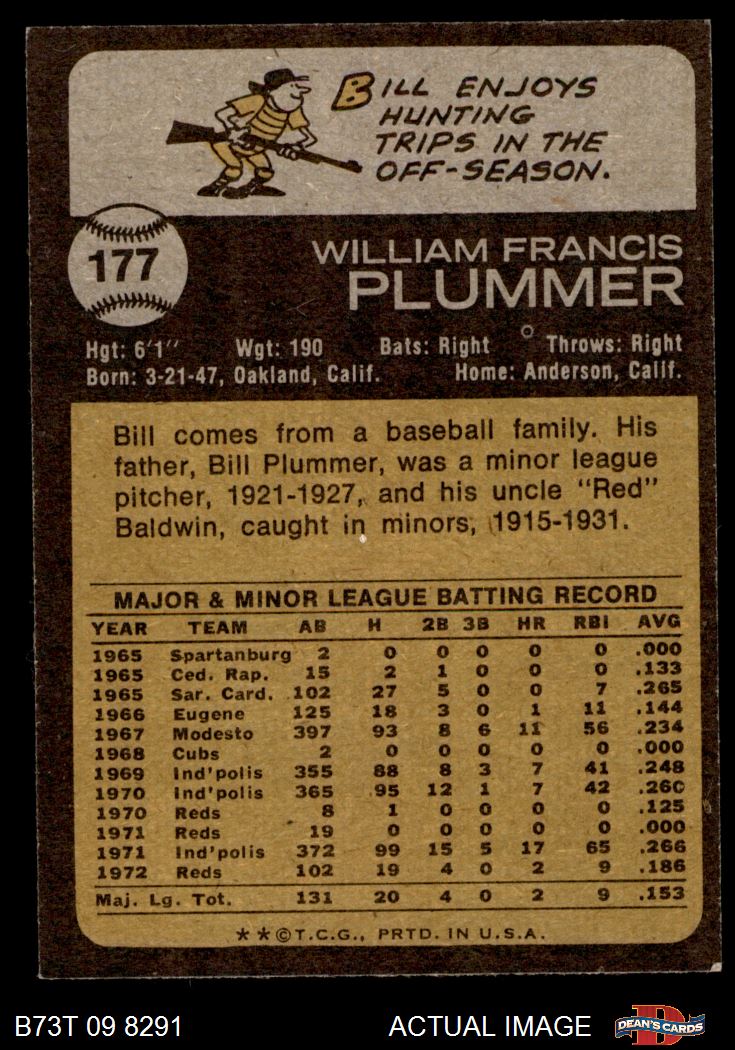 BILL ENJOYS
HUNTING
TRIPS IN THE
OFF-SEASON.
177
WILLIAM FRANCIS
PLUMMER
Hgt: 6'1" Wgt: 190 Bats: Right Throws: Right
Born: 3-21-47, Oakland, Calif. Home: Anderson, Calif.
Bill comes from a baseball family. His
father, Bill Plummer, was a minor league
pitcher, 1921-1927, and his uncle "Red"
Baldwin, caught in minors, 1915-1931.
MAJOR & MINOR LEAGUE BATTING RECORD
YEAR TEAM AB H 2B 3B HR RBI AVG
1965 Spartanburg 2 0 0 0 0 0 .000
1965 Ced. Rap. 15 2 1 0 0 0 .133
1965 Sar. Card. 102 27 5 0 0 7 .265
1966 Eugene 125 18 3 0 1 11 .144
1967 Modesto 397 93 8 6 11 56 .234
1968 Cubs 2 0 0 0 0 0 .000
1969 Ind'polis 355 88 8 3 7 41 .248
1970 Ind'polis 365 95 12 1 7 42 .260
1970 Reds 8 1 0 0 0 0 .125
1971 Reds 19 0 0 0 0 0 .000
1971 Ind'polis 372 99 15 5 17 65 .266
1972 Reds 102 19 4 0 2 9 .186
Maj. Lg. Tot. 131 20 4 0 2 9 .153
**©T.C.G., PRTD. IN U.S.A.
B73T 09 8291 ACTUAL IMAGE DEAN'S CARDS